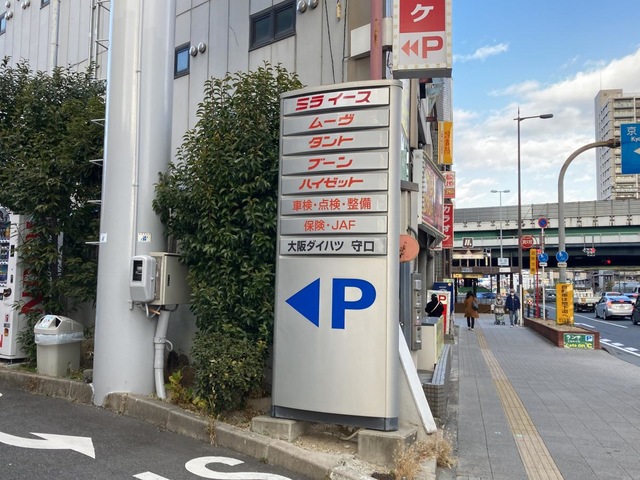 ケ
P
ミライース
ムーヴ
タント
ブーン
ハイゼット
車検・点検・整備
保険・JAF
大阪ダイハツ 守口
P
京